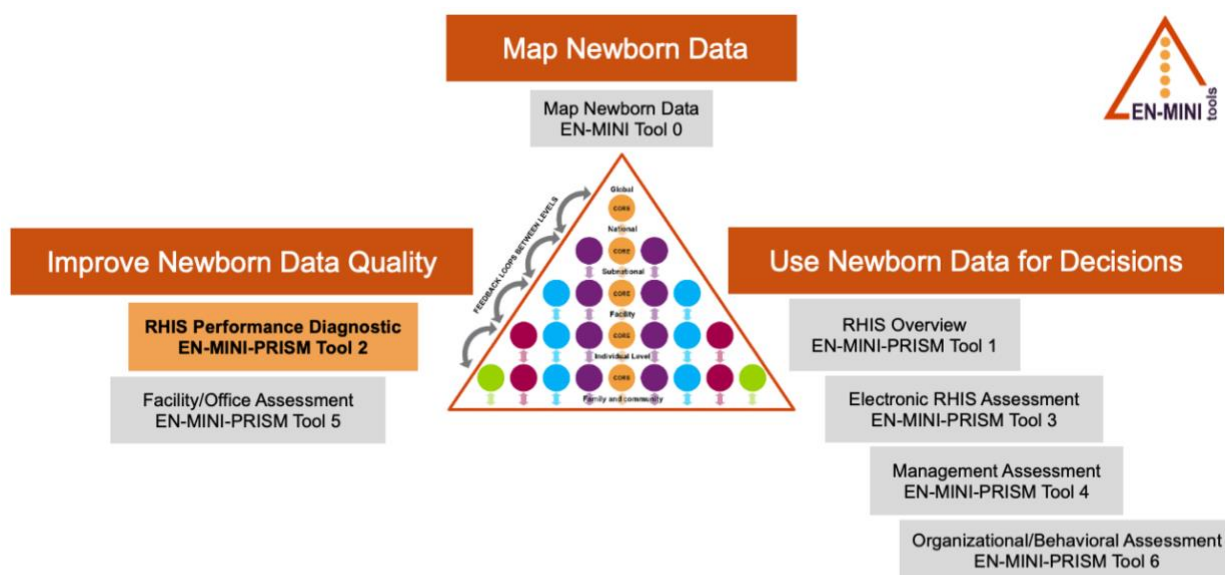 Map Newborn Data
Map Newborn Data
EN-MINI Tool 0
EN-MINI
tools
Improve Newborn Data Quality
RHIS Performance Diagnostic
EN-MINI-PRISM Tool 2
Facility/Office Assessment
EN-MINI-PRISM Tool 5
FEEDBACK LOOPS BETWEEN LEVELS
Global
CORE
National
CORE
Subnational
CORE
Facility
CORE
Individual Level
CORE
Family and community
Use Newborn Data for Decisions
RHIS Overview
EN-MINI-PRISM Tool 1
Electronic RHIS Assessment
EN-MINI-PRISM Tool 3
Management Assessment
EN-MINI-PRISM Tool 4
Organizational/Behavioral Assessment
EN-MINI-PRISM Tool 6